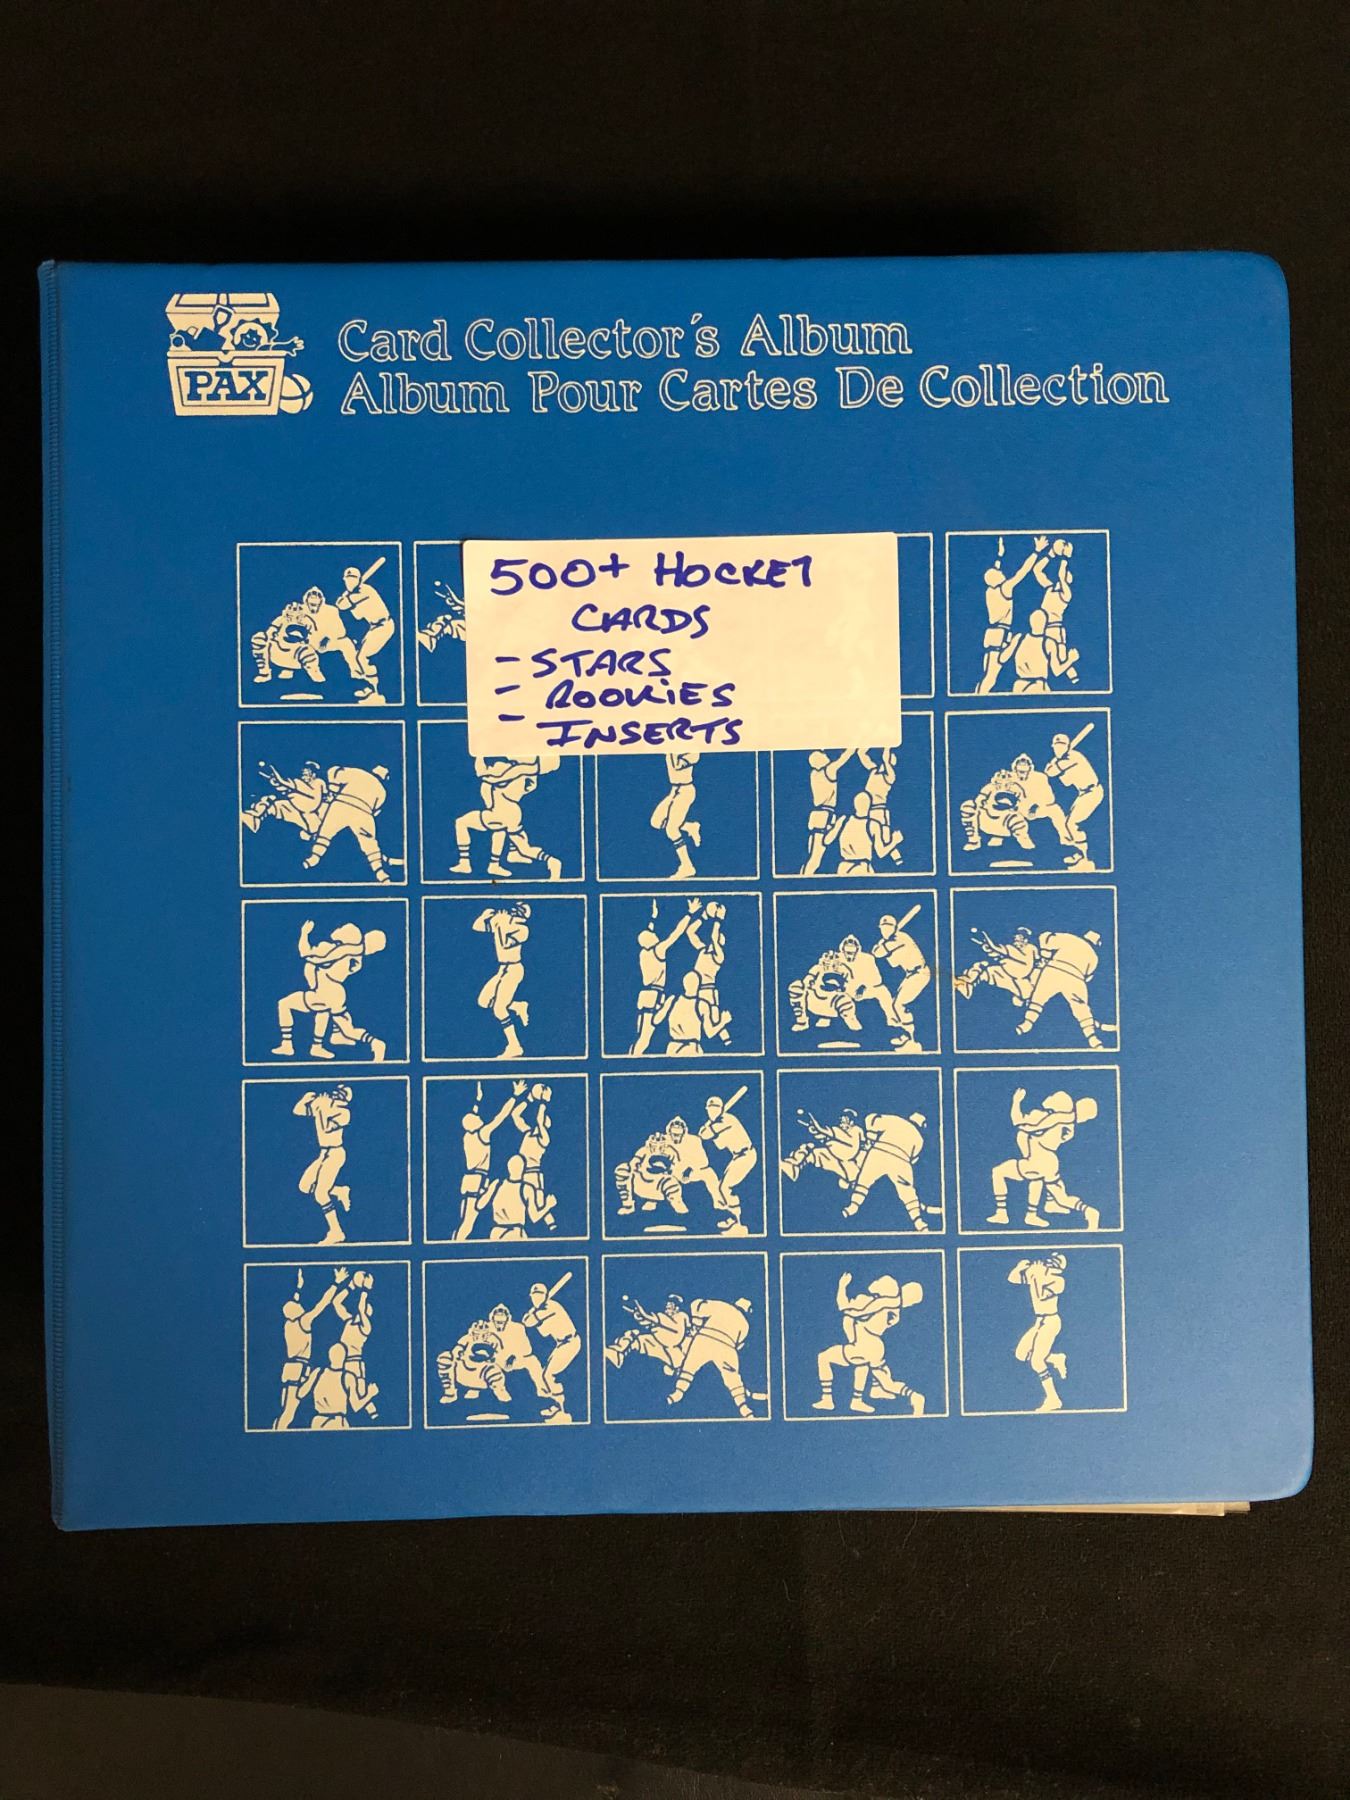 PAX
Card Collector's Album
Album Pour Cartes De Collection
500+ HOCKEY
CARDS
- STARS
- ROOKIES
- INSERTS